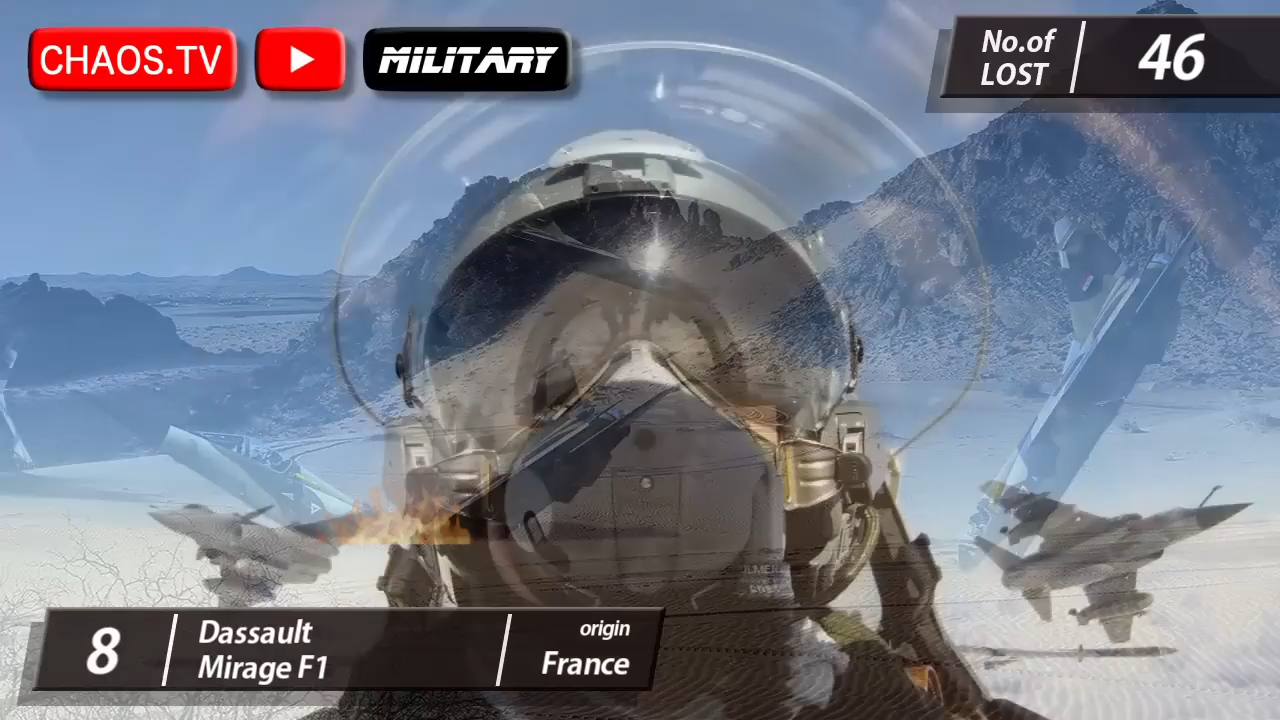 CHAOS.TV
MILITARY
No.of
LOST
46
8
Dassault
Mirage F1
origin
France